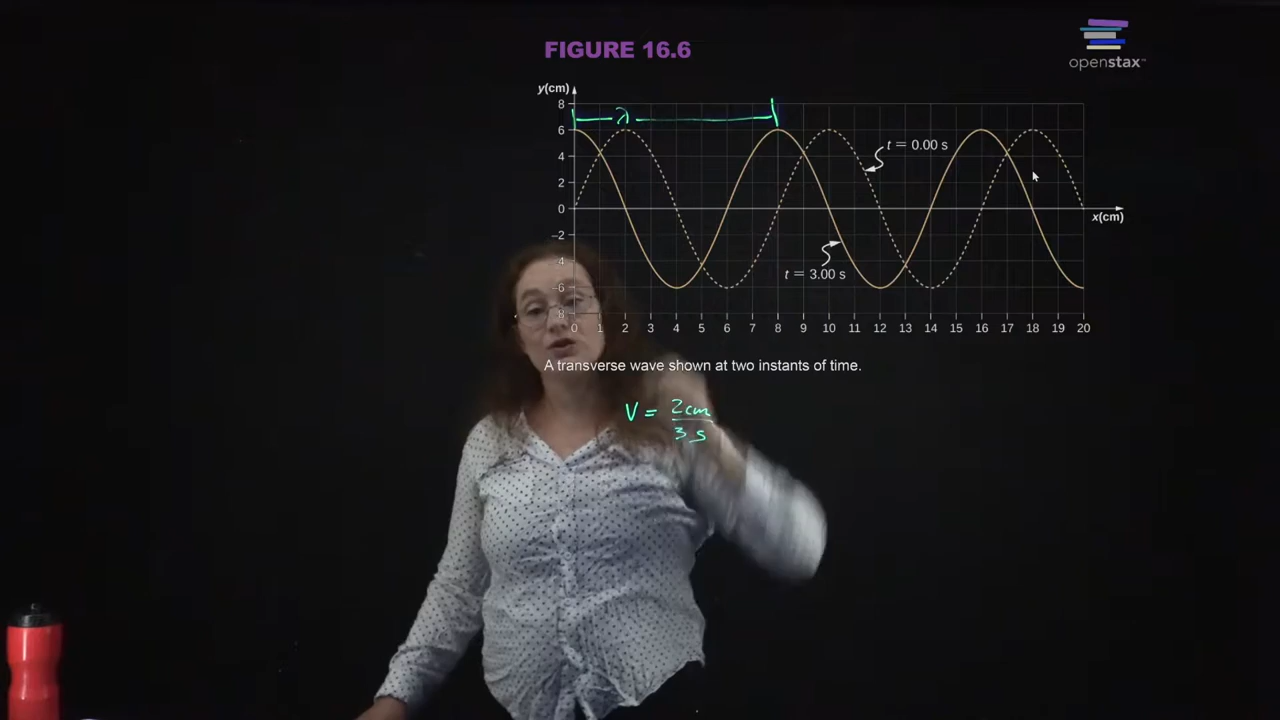 FIGURE 16.6
openstax™
y(cm)
8
6
4
2
0
−2
−4
−6
−8
λ
t = 0.00 s
t = 3.00 s
x(cm)
0 1 2 3 4 5 6 7 8 9 10 11 12 13 14 15 16 17 18 19 20
A transverse wave shown at two instants of time.
V = 2cm
3 s